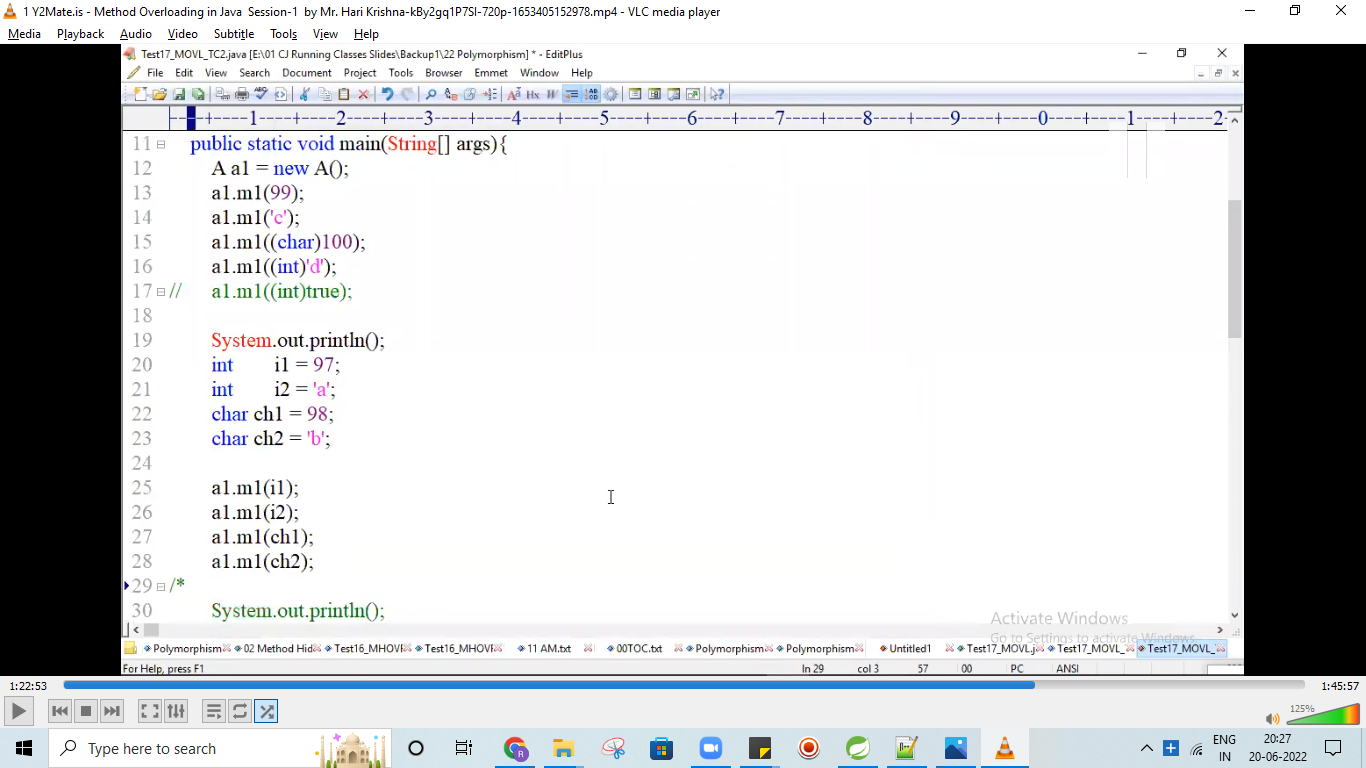 1 Y2Mate.is - Method Overloading in Java  Session-1  by Mr. Hari Krishna-kBy2gq1P7SI-720p-1653405152978.mp4 - VLC media player
Media Playback Audio Video Subtitle Tools View Help
Test17_MOVL_TC2.java [E:\01 CJ Running Classes Slides\Backup1\22 Polymorphism] * - EditPlus
File Edit View Search Document Project Tools Browser Emmet Window Help
├--+----1----+----2----+----3----+----4----+----5----+----6----+----7----+----8----+----9----+----0----+----1----+----2-
11 public static void main(String[] args){
12 A a1 = new A();
13 a1.m1(99);
14 a1.m1('c');
15 a1.m1((char)100);
16 a1.m1((int)'d');
17 // a1.m1((int)true);
18
19 System.out.println();
20 int i1 = 97;
21 int i2 = 'a';
22 char ch1 = 98;
23 char ch2 = 'b';
24
25 a1.m1(i1);
26 a1.m1(i2);
27 a1.m1(ch1);
28 a1.m1(ch2);
29 /*
30 System.out.println();
Activate Windows
Go to Settings to activate Windows.
Polymorphism 02 Method Hid Test16_MHOVI Test16_MHOVI 11 AM.txt 00TOC.txt Polymorphism Polymorphism Untitled1 Test17_MOVL.j Test17_MOVL_ Test17_MOVL_
For Help, press F1 ln 29 col 3 57 00 PC ANSI
1:22:53 1:45:57
125%
Type here to search
ENG 20:27
IN 20-06-2022